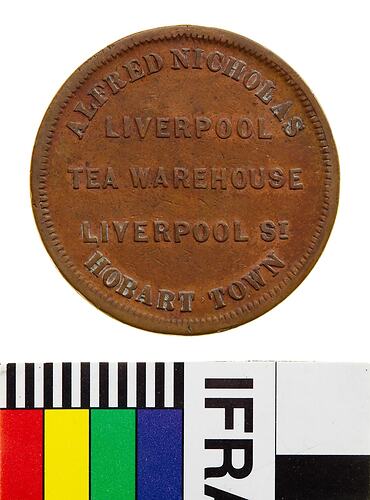 ALFRED NICHOLAS
LIVERPOOL
TEA WAREHOUSE
LIVERPOOL ST
HOBART TOWN
IFRA